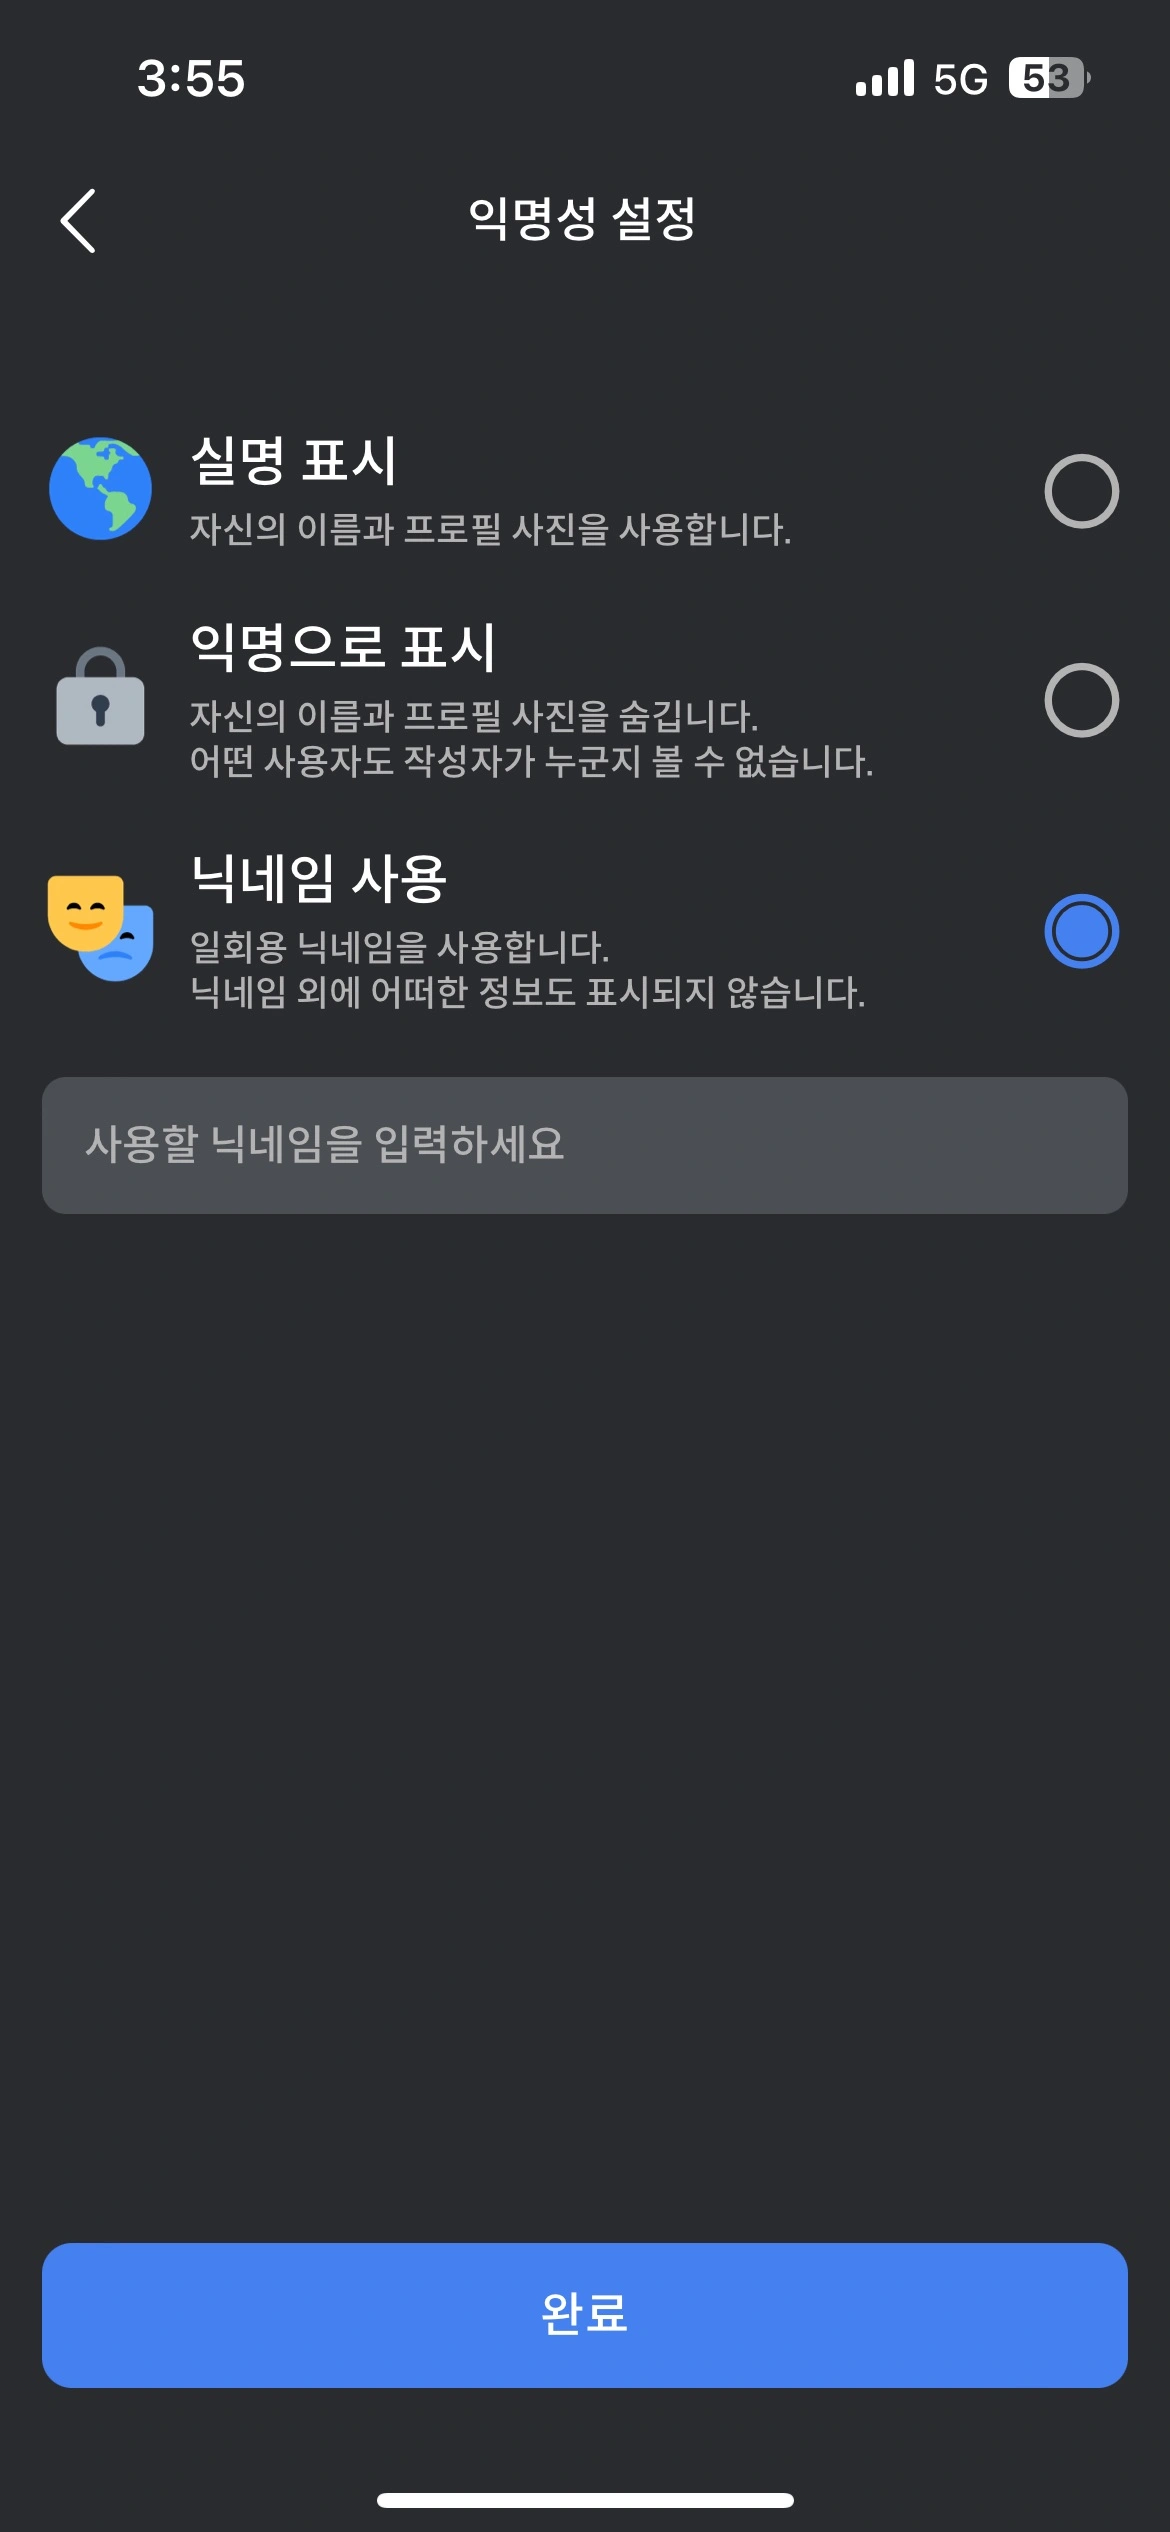 3:55
5G
53
익명성 설정
실명 표시
자신의 이름과 프로필 사진을 사용합니다.
익명으로 표시
자신의 이름과 프로필 사진을 숨깁니다.
어떤 사용자도 작성자가 누군지 볼 수 없습니다.
닉네임 사용
일회용 닉네임을 사용합니다.
닉네임 외에 어떠한 정보도 표시되지 않습니다.
사용할 닉네임을 입력하세요
완료